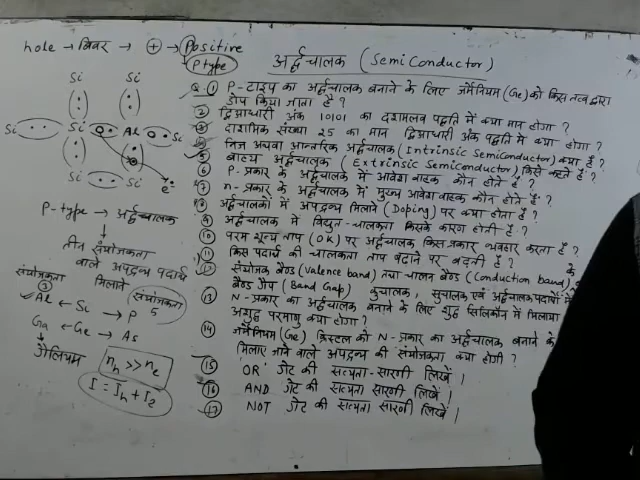 hole → विवर → + → Positive
Ptype
अर्द्धचालक (SemiConductor)
Si Si
Si Si Al Si
Si Si
e-
P-type → अर्द्धचालक
तीन संयोजकता
वाले अपद्रव्य पदार्थ
मिलाने
संयोजकता
3
संयोजकता
5
Al ← Si → P
Ga ← Ge → As
गैलियम
nh >> ne
I = Ih + Ie
Q. 1 P-टाइप का अर्द्धचालक बनाने के लिए जर्मेनियम (Ge) को किस तत्व द्वारा
डोप किया जाता है ?
2 द्विआधारी अंक 10101 का दशमलव पद्धति में क्या मान होगा ?
3 दाशमिक संख्या 25 का मान द्विआधारी अंक पद्धति में क्या होगा ?
4 निज अथवा आन्तरिक अर्द्धचालक (Intrinsic Semiconductor) क्या है ?
5 बाह्य अर्द्धचालक (Extrinsic Semiconductor) किसे कहते हैं ?
6 P-प्रकार के अर्द्धचालक में आवेश वाहक कौन होते हैं ?
7 n-प्रकार के अर्द्धचालक में मुख्य आवेश वाहक कौन होते हैं ?
8 अर्द्धचालकों में अपद्रव्य मिलाने (Doping) पर क्या होता है ?
9 अर्द्धचालक में विद्युत-चालकता किसके कारण होती है ?
10 परम शून्य ताप (0K) पर अर्द्धचालक किस प्रकार व्यवहार करता है ?
11 किस पदार्थ की चालकता ताप बढाने पर बढ़ती है ?
12 संयोजक बैण्ड (Valence band) तथा चालन बैण्ड (Conduction band) के
बैण्ड गैप (Band Gap) कुचालक, सुचालक एवं अर्द्धचालक पदार्थों में
13 N-प्रकार का अर्द्धचालक, बनाने के लिए शुद्ध सिलिकॉन में मिलाया
अशुद्ध परमाणु क्या होगा ?
14 जर्मेनियम (Ge) क्रिस्टल को N-प्रकार का अर्द्धचालक बनाने के
मिलाए जाने वाले अपद्रव्य की संयोजकता क्या होगी ?
15 OR गेट की सत्यता-सारणी लिखें |
16 AND गेट की सत्यता सारणी लिखें |
17 NOT गेट की सत्यता सारणी लिखें |